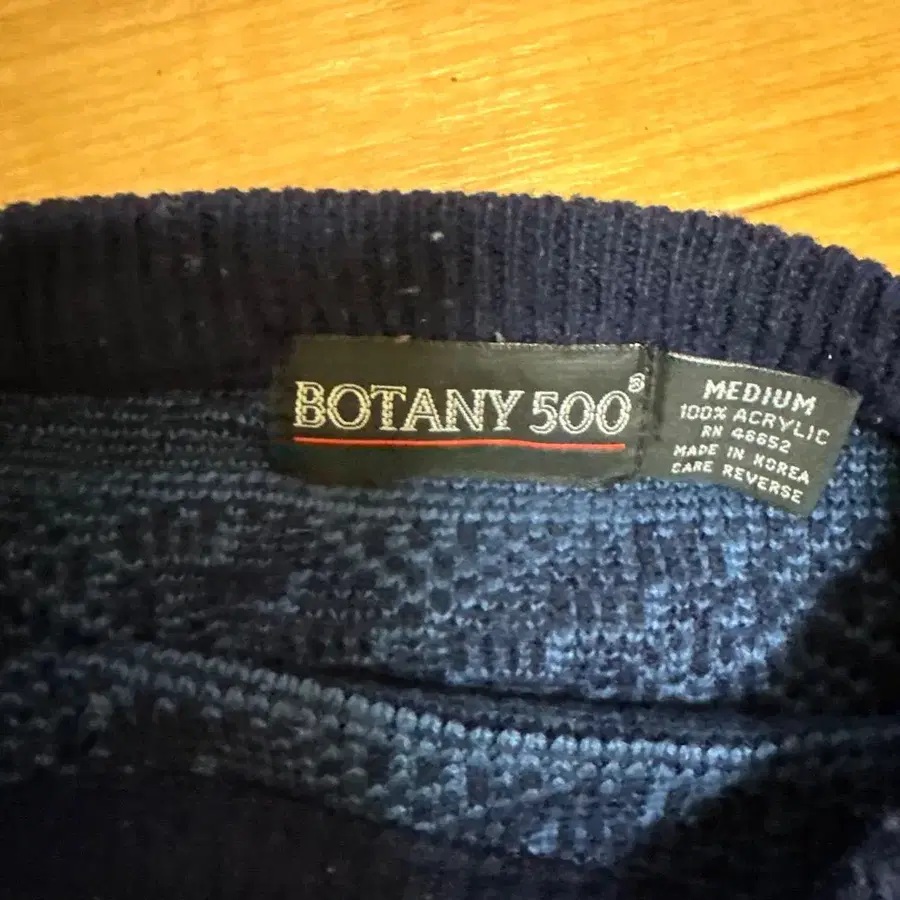 BOTANY 500®
MEDIUM
100% ACRYLIC
RN 46652
MADE IN KOREA
CARE REVERSE